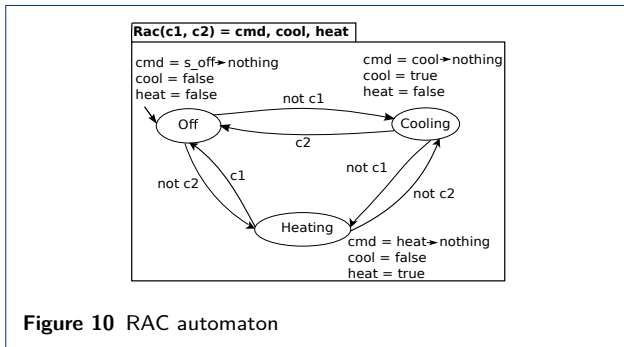 Rac(c1, c2) = cmd, cool, heat
cmd = s_off→nothing
cool = false
heat = false
cmd = cool→nothing
cool = true
heat = false
not c1
Off
Cooling
c2
not c2
c1
not c1
not c2
Heating
cmd = heat→nothing
cool = false
heat = true
Figure 10 RAC automaton